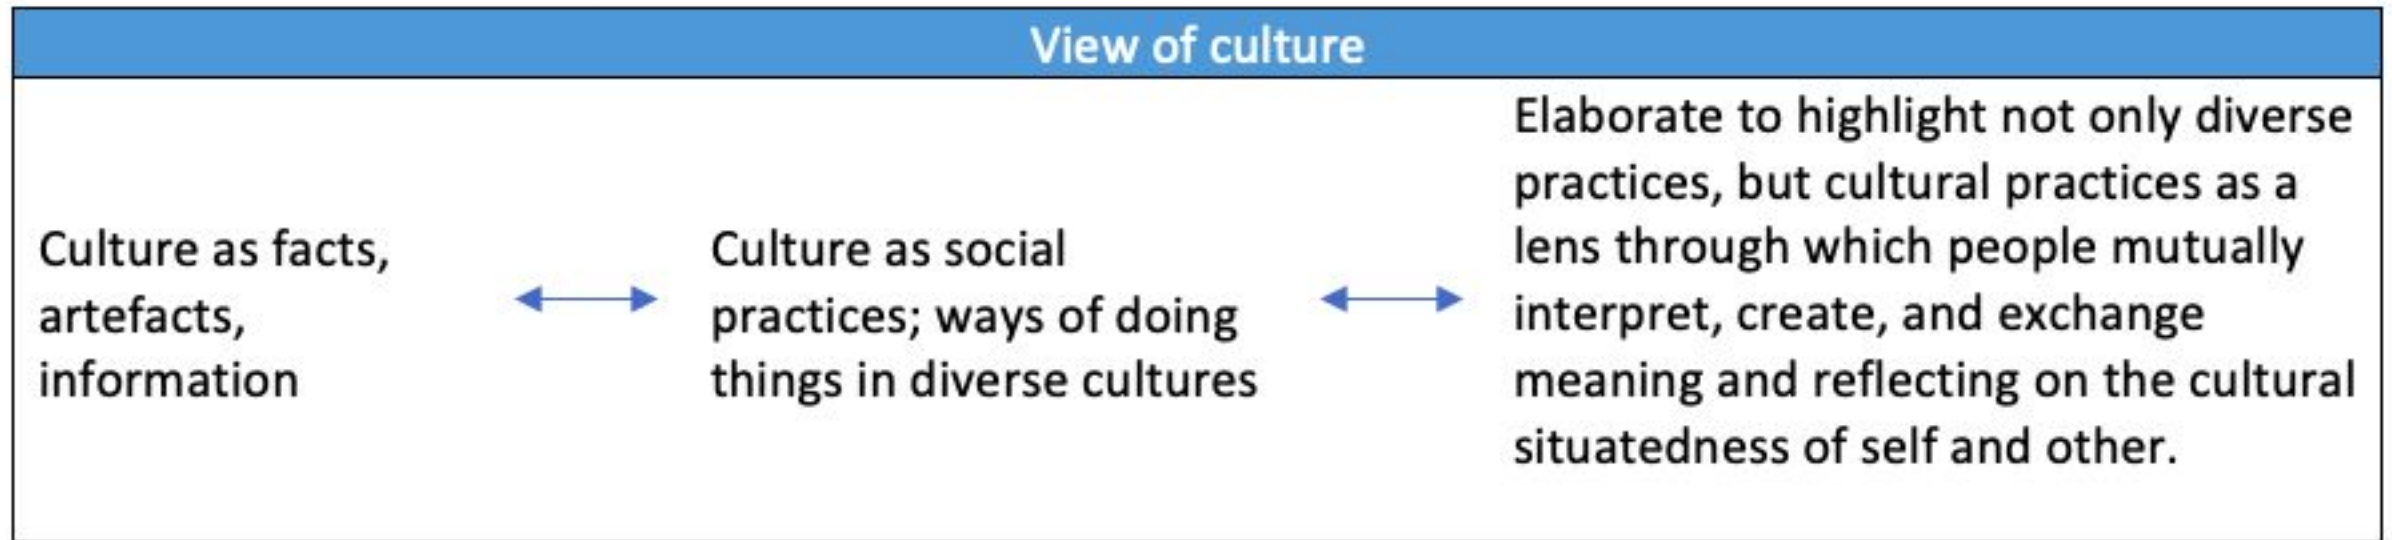 View of culture
Culture as facts,
artefacts,
information
Culture as social
practices; ways of doing
things in diverse cultures
Elaborate to highlight not only diverse
practices, but cultural practices as a
lens through which people mutually
interpret, create, and exchange
meaning and reflecting on the cultural
situatedness of self and other.